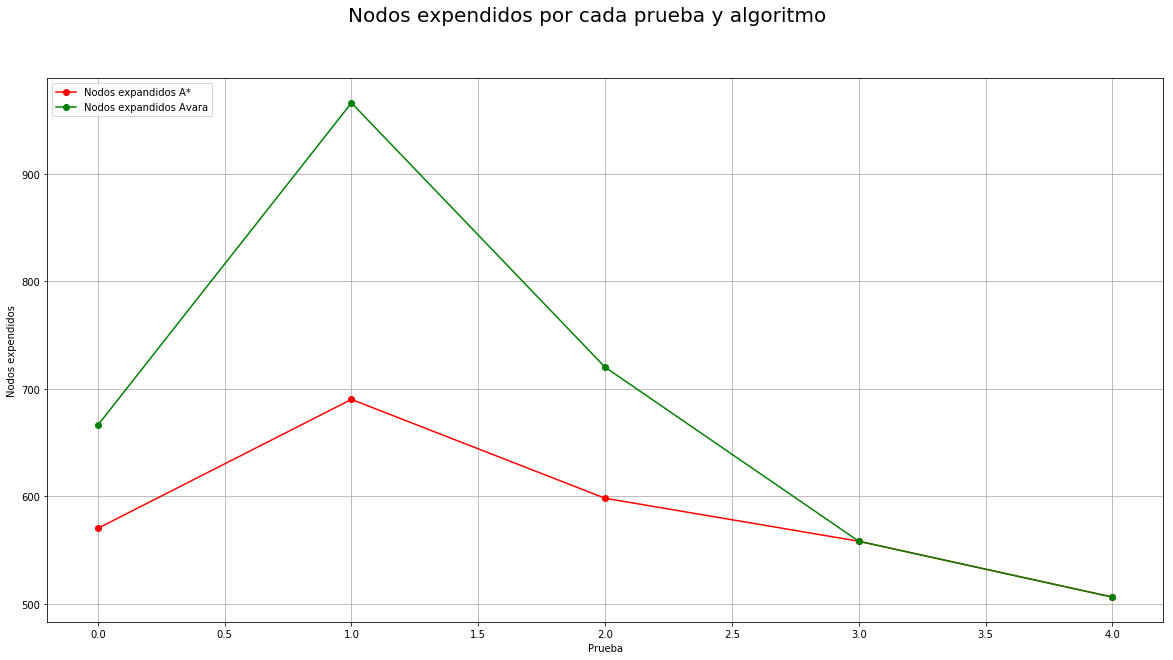 Nodos expendidos por cada prueba y algoritmo
Nodos expandidos A*
Nodos expandidos Avara
900
800
700
600
500
Nodos expendidos
0.0 0.5 1.0 1.5 2.0 2.5 3.0 3.5 4.0
Prueba